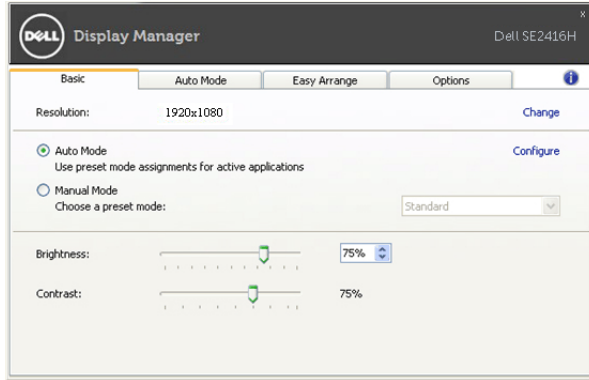 x
DELL Display Manager Dell SE2416H
Basic Auto Mode Easy Arrange Options i
Resolution: 1920x1080 Change
Auto Mode Configure
Use preset mode assignments for active applications
Manual Mode
Choose a preset mode: Standard
Brightness: 75%
Contrast: 75%